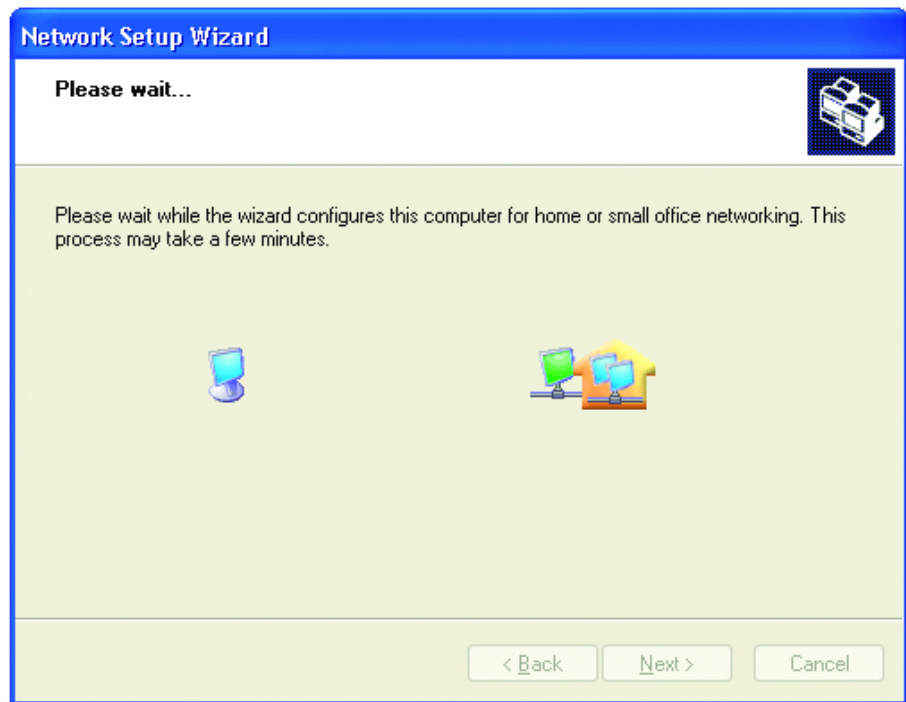 Network Setup Wizard
Please wait...
Please wait while the wizard configures this computer for home or small office networking. This
process may take a few minutes.
< Back
Next >
Cancel